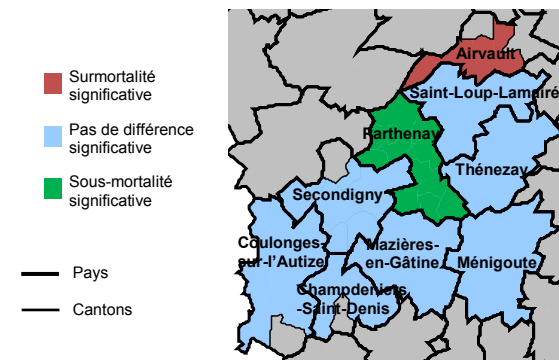 Surmortalité
significative
Pas de différence
significative
Sous-mortalité
significative
Pays
Cantons
Airvault
Saint-Loup-Lamairé
Parthenay
Thénezay
Secondigny
Coulonges-
sur-l'Autize
Mazières-
en-Gâtine
Ménigoute
Champdeniers
-Saint-Denis